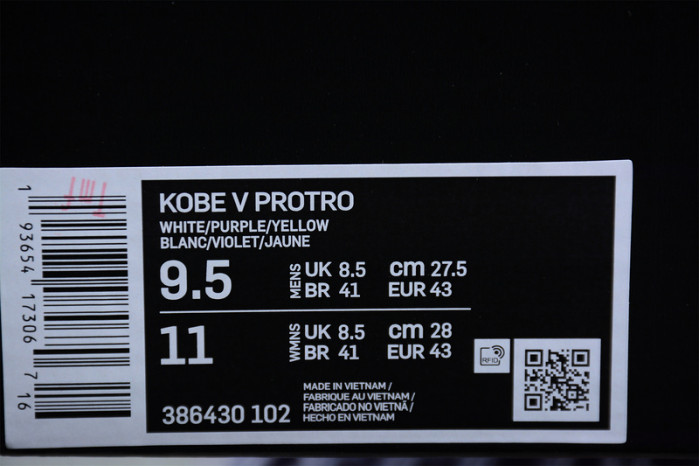 KOBE V PROTRO
WHITE/PURPLE/YELLOW
BLANC/VIOLET/JAUNE
9.5 MENS UK 8.5 cm 27.5
BR 41 EUR 43
11 WMNS UK 8.5 cm 28
BR 41 EUR 43
RFID
386430 102
MADE IN VIETNAM /
FABRIQUE AU VIETNAM /
FABRICADO NO VIETNÃ /
HECHO EN VIETNAM
1 93654 17306 7 16